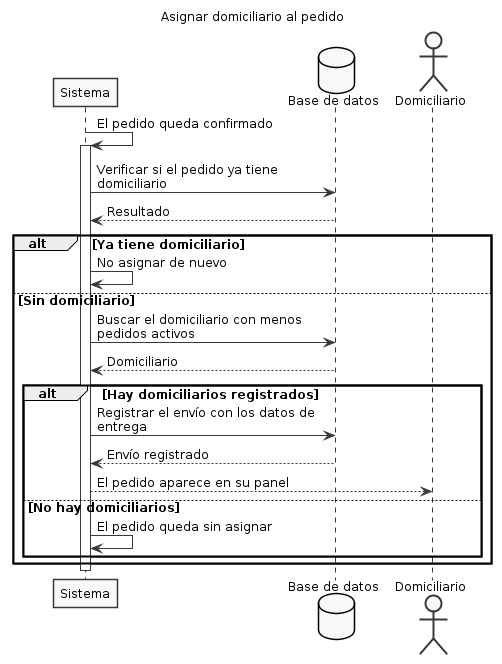 Asignar domiciliario al pedido
Sistema
Base de datos
Domiciliario
El pedido queda confirmado
Verificar si el pedido ya tiene
domiciliario
Resultado
alt
[Ya tiene domiciliario]
No asignar de nuevo
[Sin domiciliario]
Buscar el domiciliario con menos
pedidos activos
Domiciliario
alt
[Hay domiciliarios registrados]
Registrar el envío con los datos de
entrega
Envío registrado
El pedido aparece en su panel
[No hay domiciliarios]
El pedido queda sin asignar
Sistema
Base de datos
Domiciliario